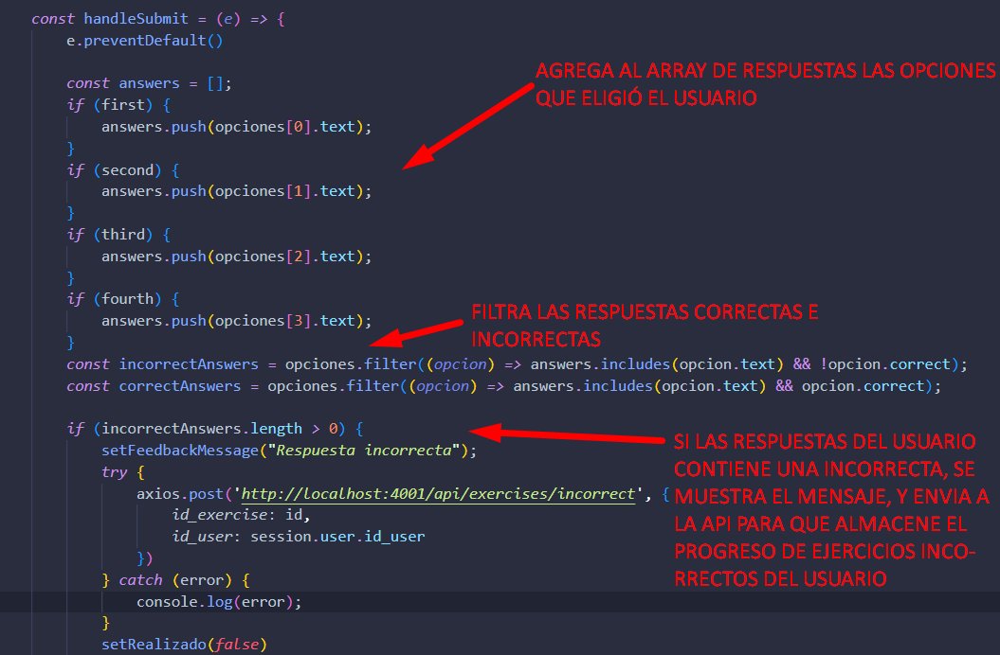 const handleSubmit = (e) => {
e.preventDefault()
const answers = [];
if (first) {
answers.push(opciones[0].text);
}
if (second) {
answers.push(opciones[1].text);
}
if (third) {
answers.push(opciones[2].text);
}
if (fourth) {
answers.push(opciones[3].text);
}
const incorrectAnswers = opciones.filter((opcion) => answers.includes(opcion.text) && !opcion.correct);
const correctAnswers = opciones.filter((opcion) => answers.includes(opcion.text) && opcion.correct);
if (incorrectAnswers.length > 0) {
setFeedbackMessage("Respuesta incorrecta");
try {
axios.post('http://localhost:4001/api/exercises/incorrect', {
id_exercise: id,
id_user: session.user.id_user
})
} catch (error) {
console.log(error);
}
setRealizado(false)
AGREGA AL ARRAY DE RESPUESTAS LAS OPCIONES
QUE ELIGIÓ EL USUARIO
FILTRA LAS RESPUESTAS CORRECTAS E
INCORRECTAS
SI LAS RESPUESTAS DEL USUARIO
CONTIENE UNA INCORRECTA, SE
MUESTRA EL MENSAJE, Y ENVIA A
LA API PARA QUE ALMACENE EL
PROGRESO DE EJERCICIOS INCO-
RRECTOS DEL USUARIO